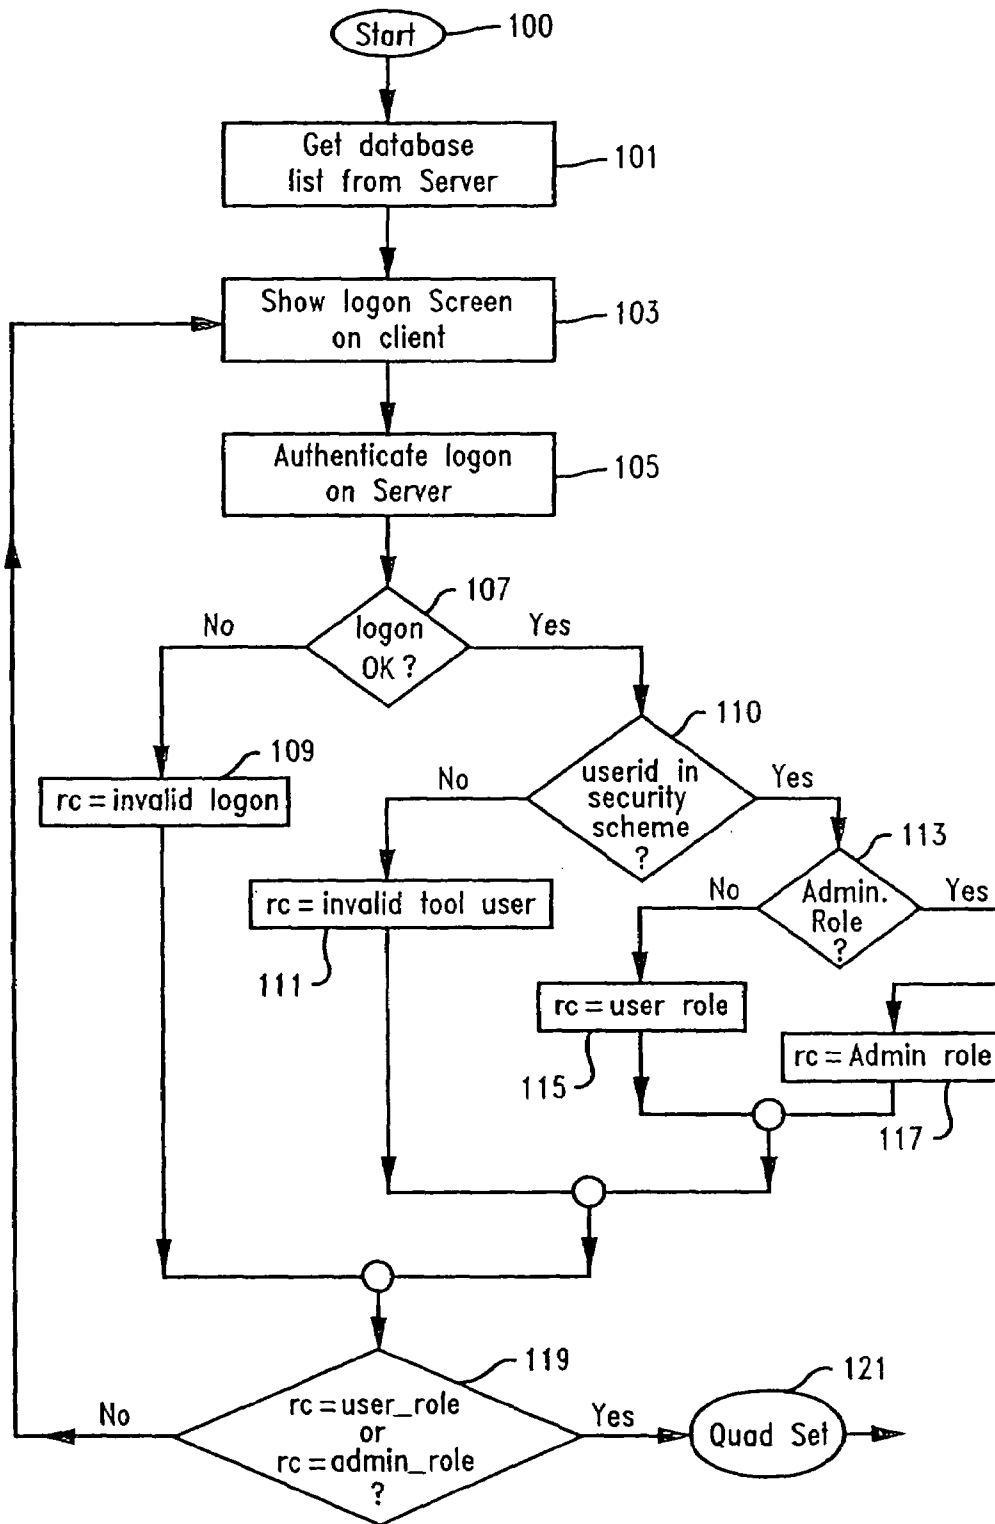 Start
100
Get database
list from Server
101
Show logon Screen
on client
103
Authenticate logon
on Server
105
107
logon
OK ?
No
Yes
109
rc = invalid logon
110
userid in
security
scheme
?
No
Yes
rc = invalid tool user
111
113
Admin.
Role
?
No
Yes
rc = user role
115
rc = Admin role
117
119
rc = user_role
or
rc = admin_role
?
No
Yes
121
Quad Set